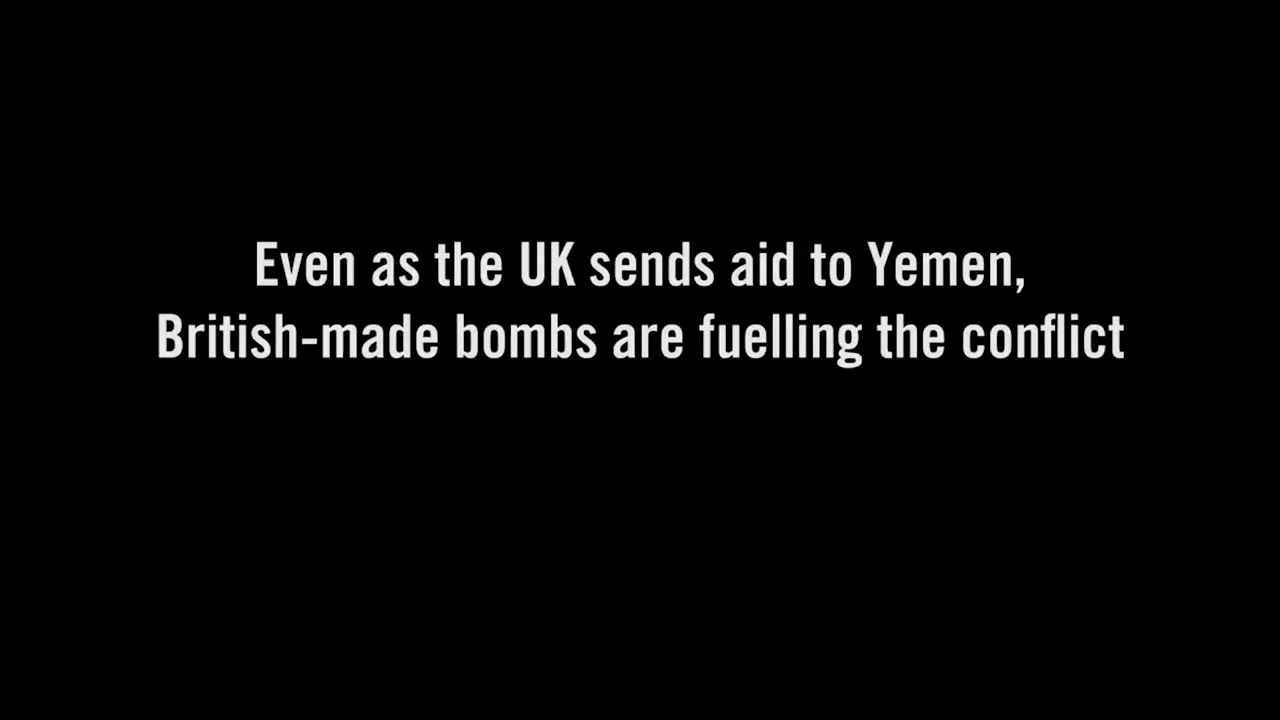 Even as the UK sends aid to Yemen,
British-made bombs are fuelling the conflict